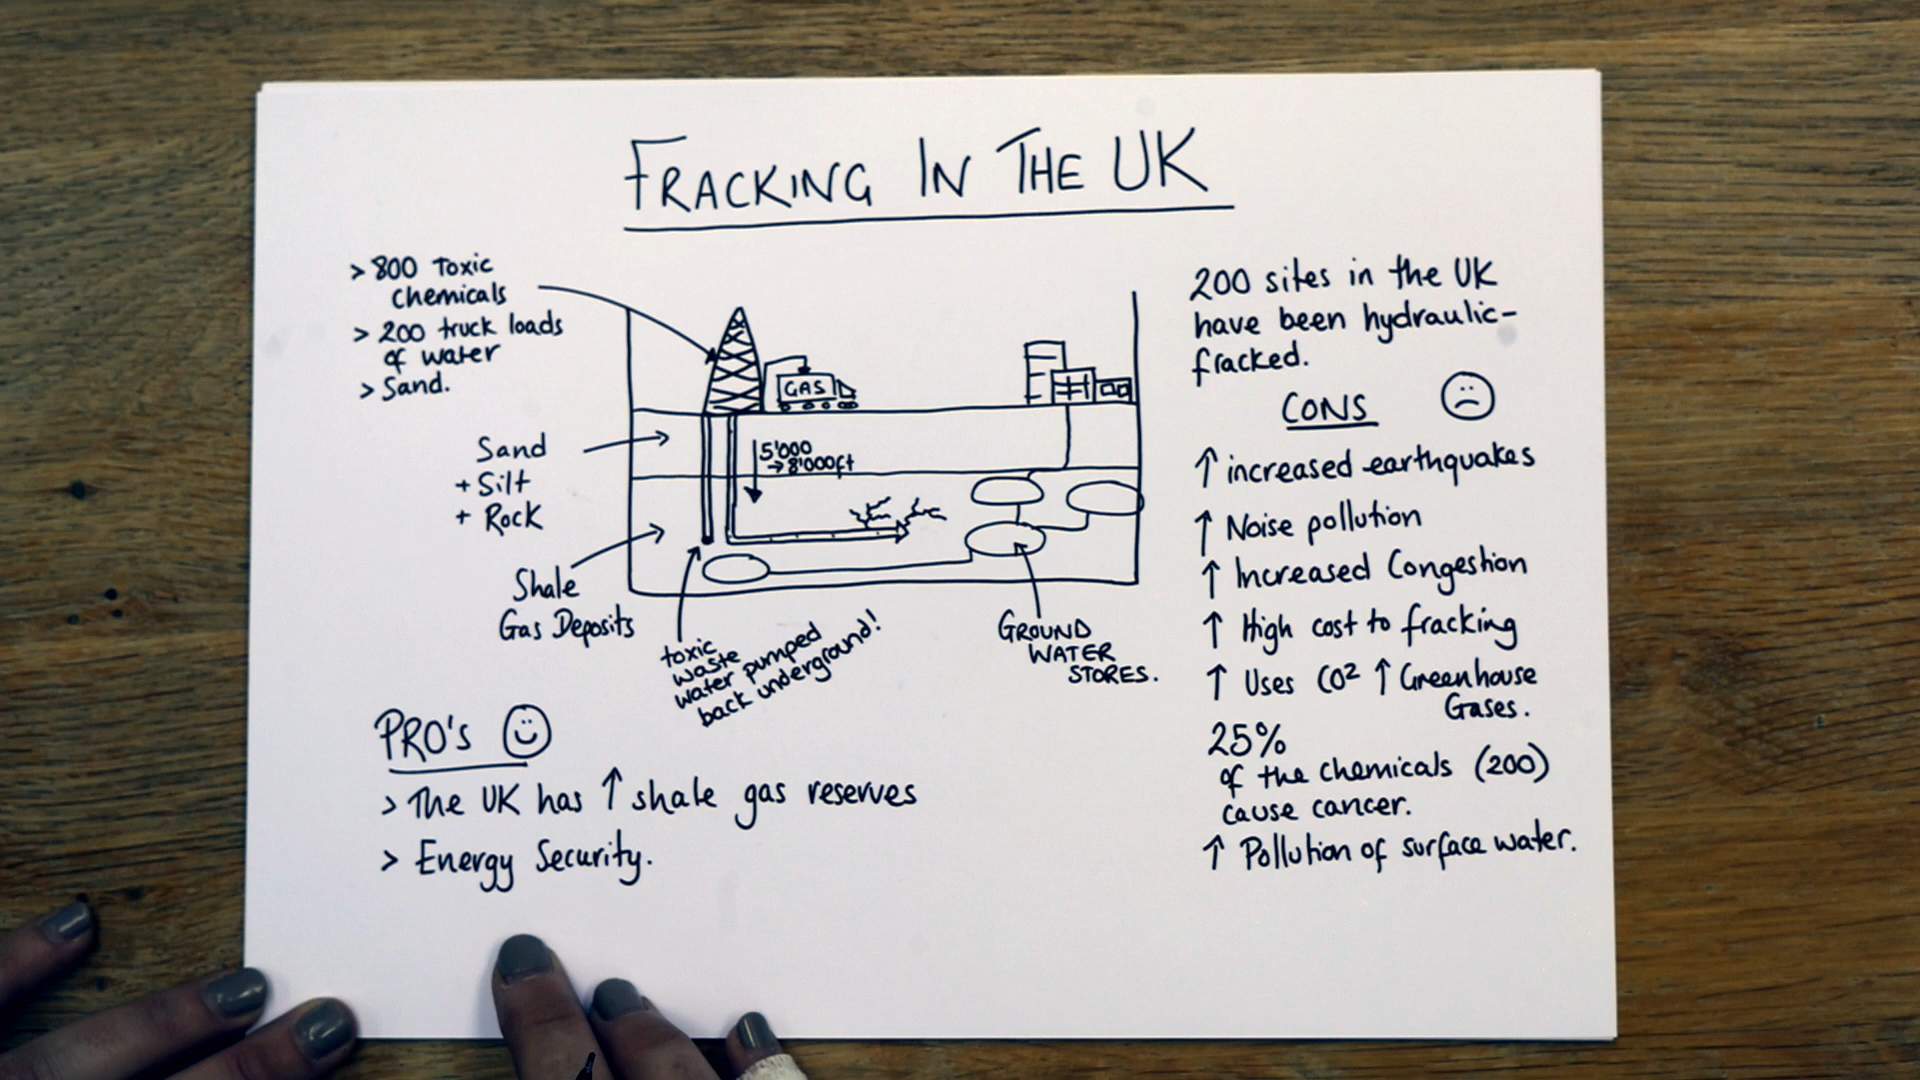 FRACKING IN THE UK
> 800 Toxic
Chemicals
> 200 truck loads
of water
> Sand.
Sand
+ Silt
+ Rock
Shale
Gas Deposits
GAS
5'000
→ 8'000ft
toxic
waste
water pumped
back underground!
GROUND
WATER
STORES.
PRO's
> The UK has ↑ shale gas reserves
> Energy Security.
200 sites in the UK
have been hydraulic-
fracked.
CONS
↑ increased earthquakes
↑ Noise pollution
↑ Increased Congestion
↑ High cost to fracking
↑ Uses CO² ↑ Greenhouse
Gases.
25%
of the chemicals (200)
cause cancer.
↑ Pollution of surface water.